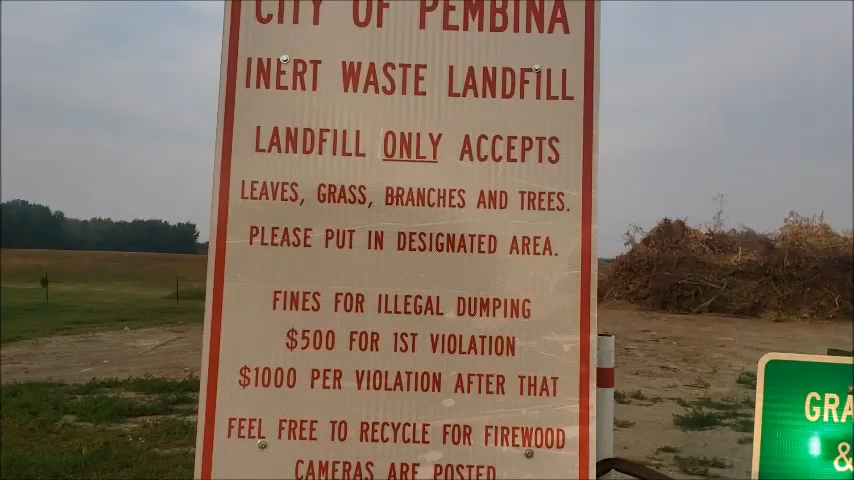 CITY OF PEMBINA
INERT WASTE LANDFILL
LANDFILL ONLY ACCEPTS
LEAVES, GRASS, BRANCHES AND TREES.
PLEASE PUT IN DESIGNATED AREA.
FINES FOR ILLEGAL DUMPING
$500 FOR 1ST VIOLATION
$1000 PER VIOLATION AFTER THAT
FEEL FREE TO RECYCLE FOR FIREWOOD
CAMERAS ARE POSTED
GRA
&